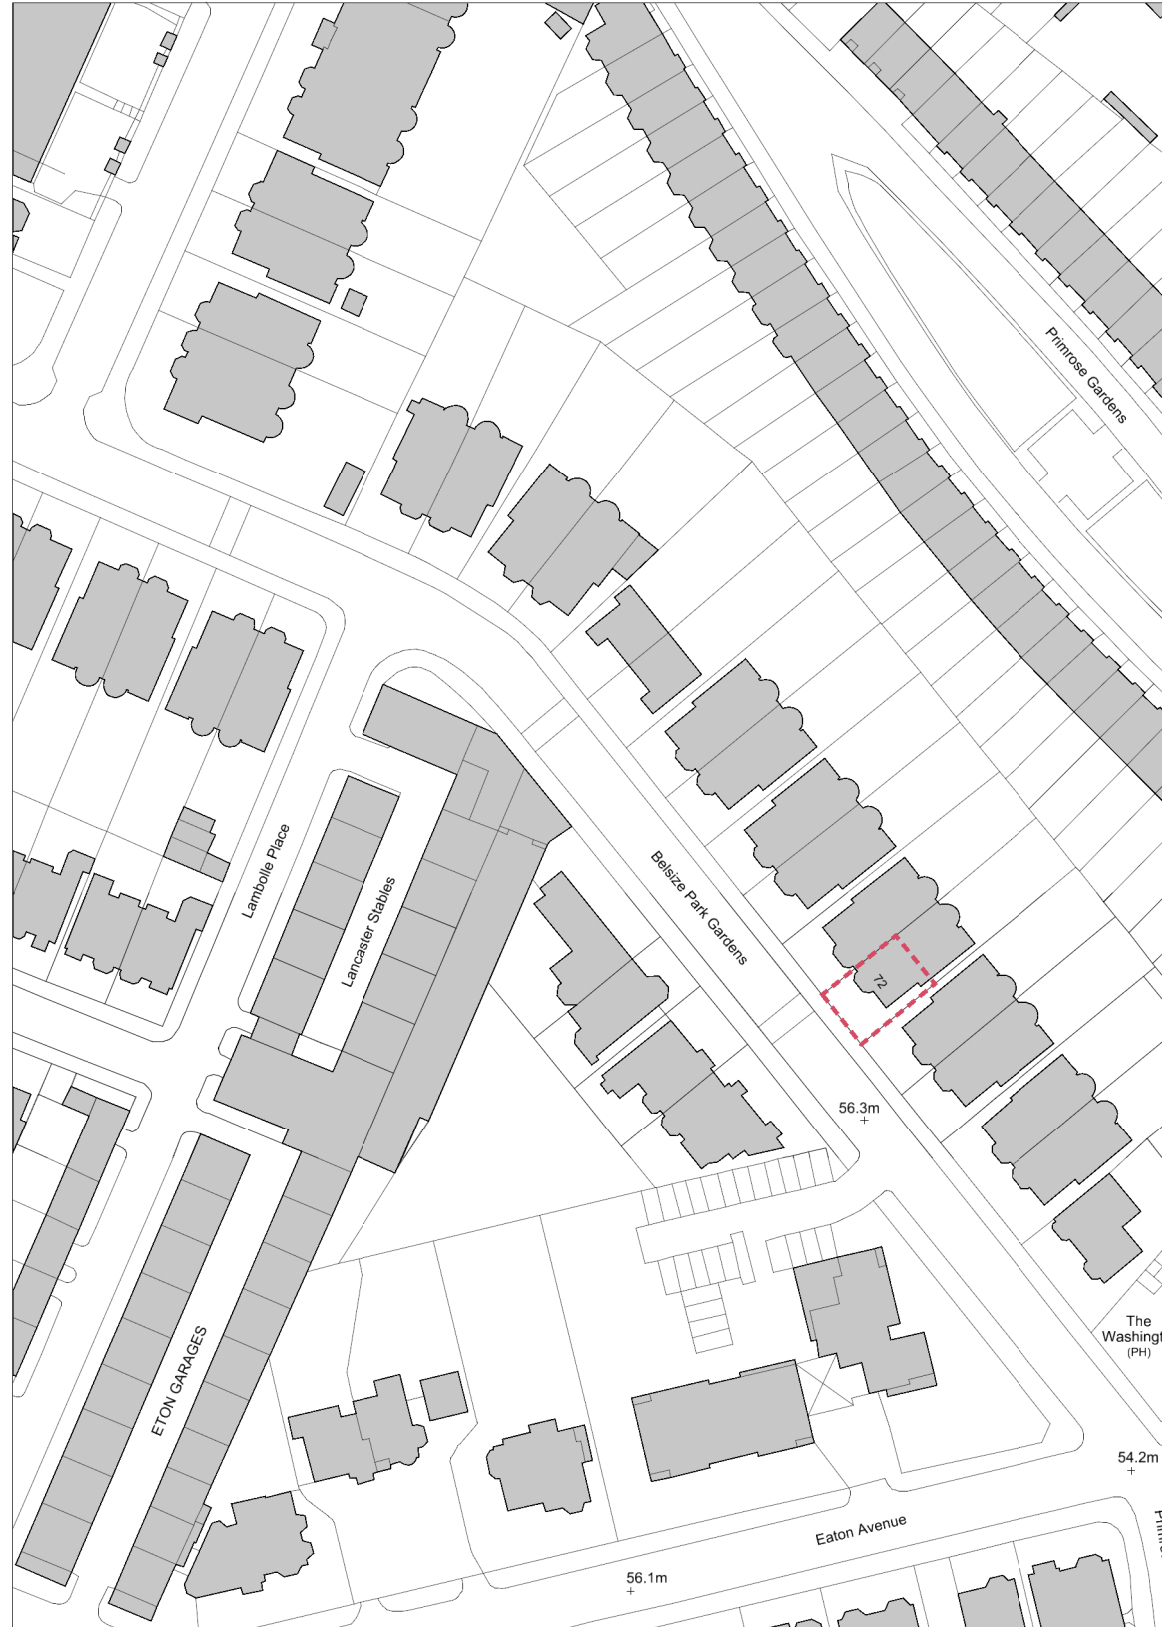 Primrose Gardens
Belsize Park Gardens
Lambolle Place
Lancaster Stables
72
56.3m
The
Washingt
(PH)
ETON GARAGES
54.2m
Eaton Avenue
56.1m